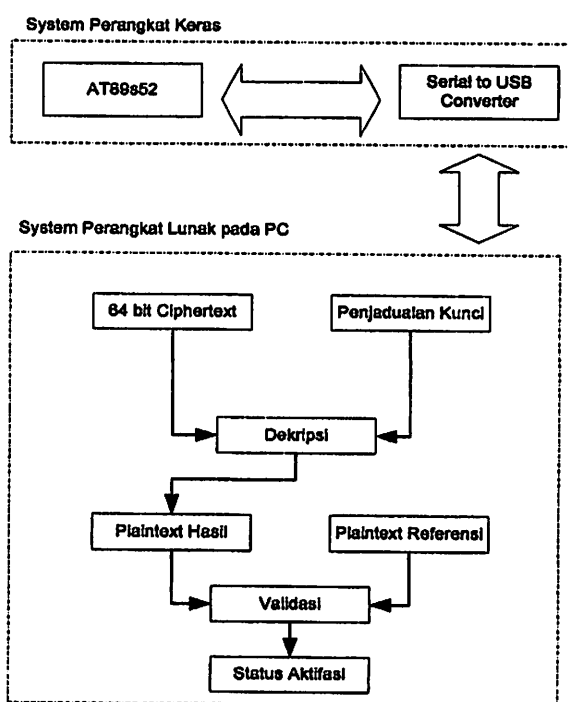 System Perangkat Keras
AT89s52
Serial to USB
Converter
System Perangkat Lunak pada PC
64 bit Ciphertext
Penjadualan Kunci
Dekripsi
Plaintext Hasil
Plaintext Referensi
Validasi
Status Aktifasi